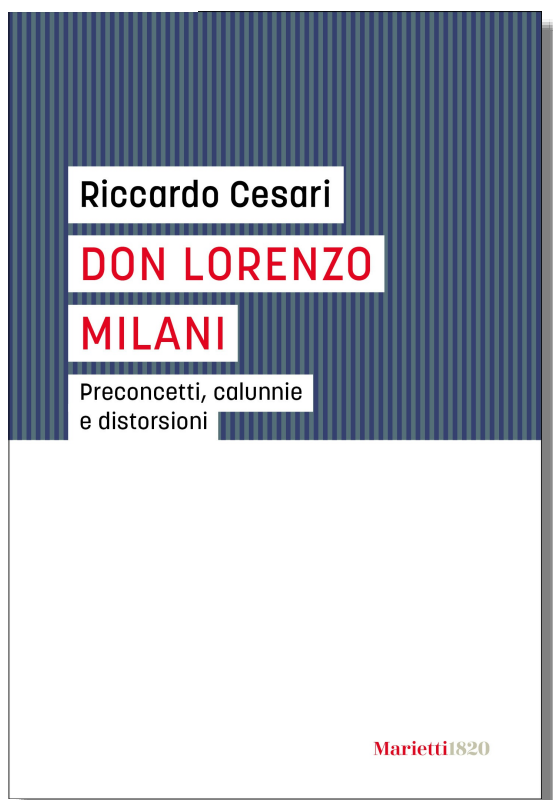 Riccardo Cesari
DON LORENZO
MILANI
Preconcetti, calunnie
e distorsioni
Marietti1820